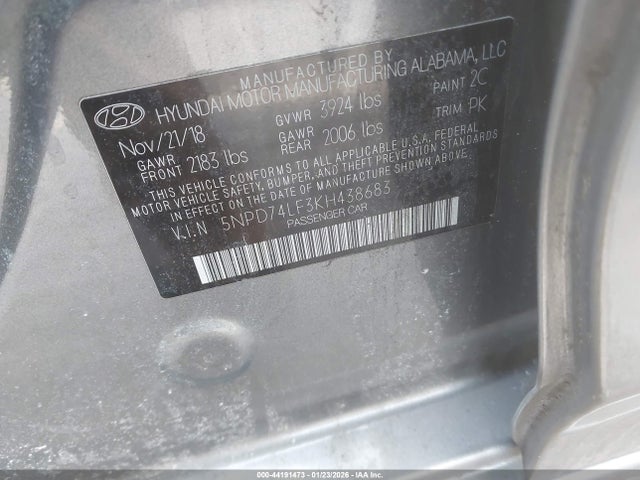 MANUFACTURED BY
HYUNDAI MOTOR MANUFACTURING ALABAMA, LLC
Nov/21/18 GVWR 3924 lbs PAINT 2C
GAWR FRONT 2183 lbs GAWR REAR 2006 lbs TRIM PK
THIS VEHICLE CONFORMS TO ALL APPLICABLE U.S.A. FEDERAL
MOTOR VEHICLE SAFETY, BUMPER, AND THEFT PREVENTION STANDARDS
IN EFFECT ON THE DATE OF MANUFACTURE SHOWN ABOVE.
V.I.N 5NPD74LF3KH438683
PASSENGER CAR
000-44191473 - 01/23/2026 - IAA Inc.